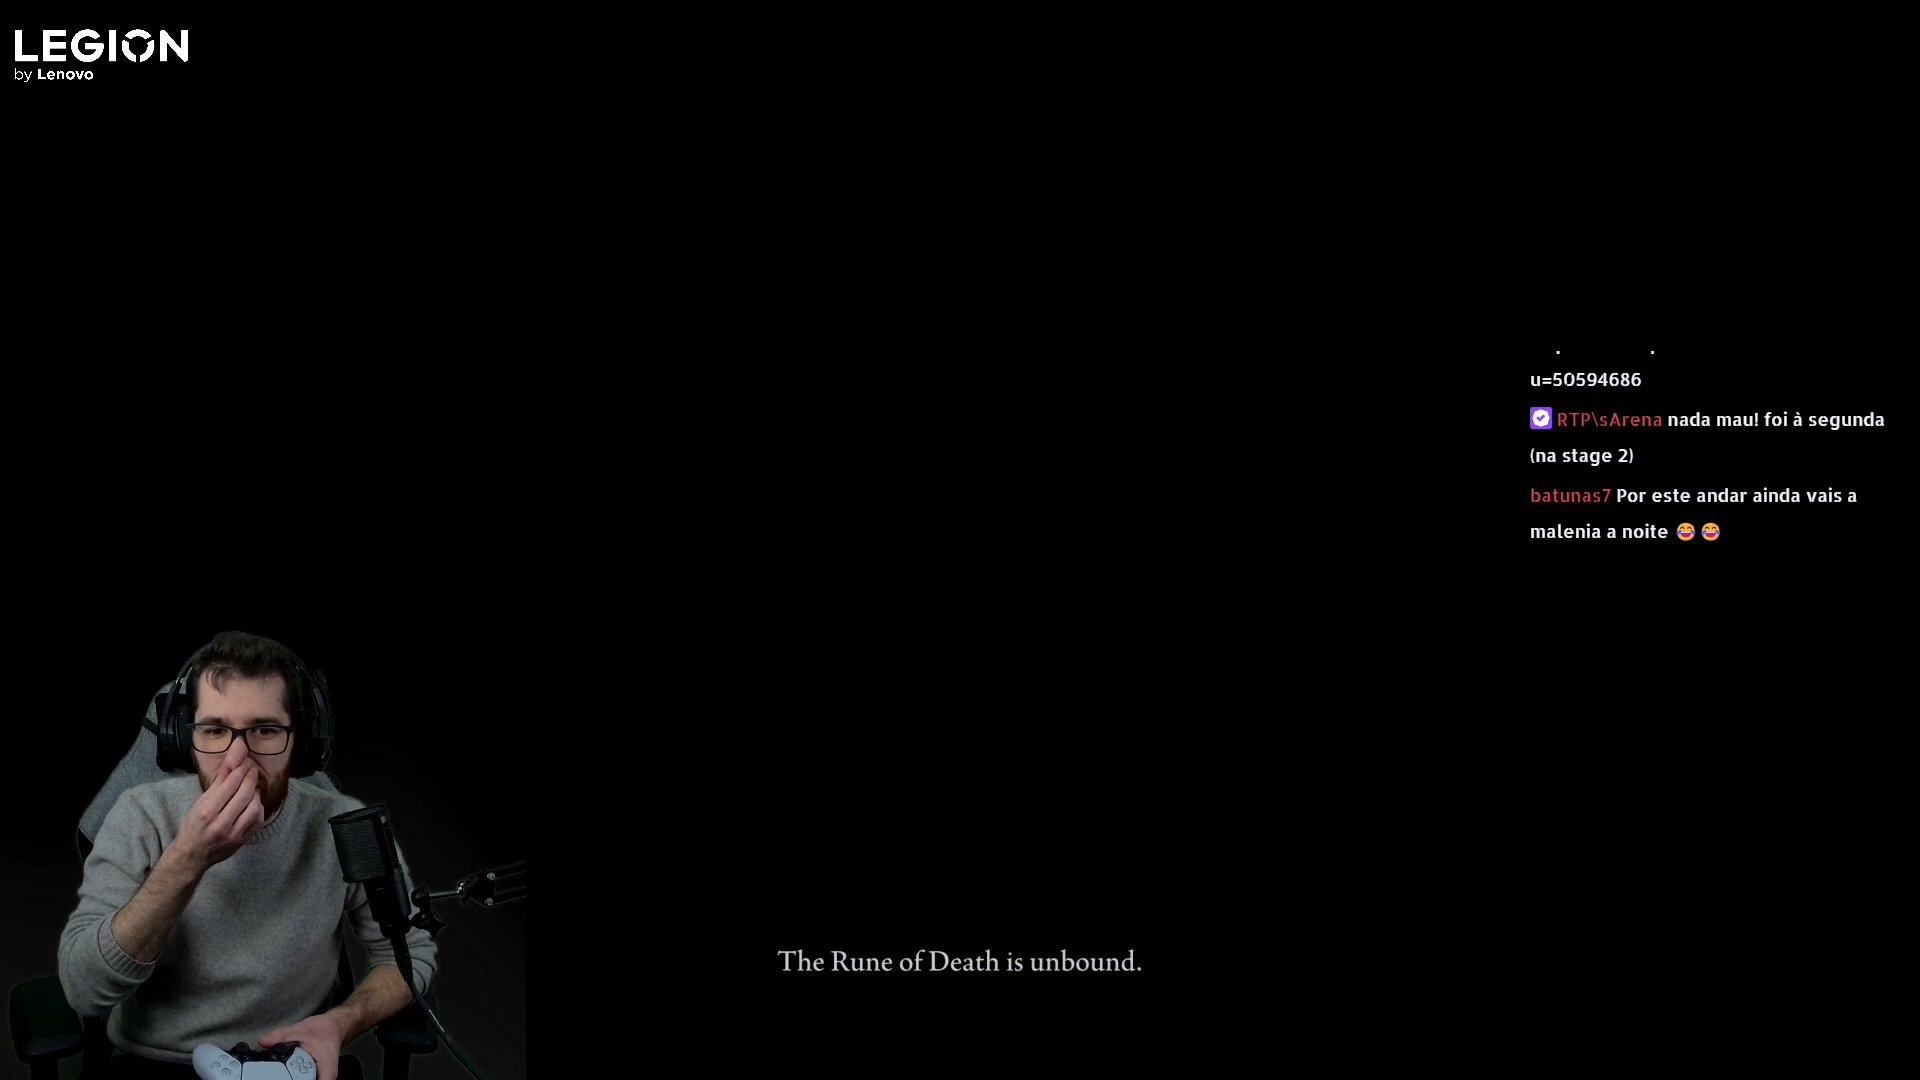 LEGION
by Lenovo
u=50594686
RTP\sArena nada mau! foi à segunda
(na stage 2)
batunas7 Por este andar ainda vais a
malenia a noite 😂 😂
The Rune of Death is unbound.